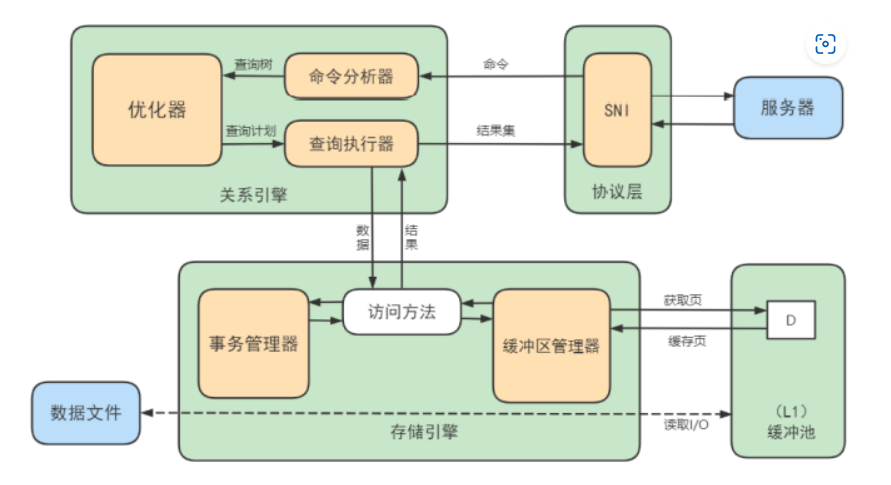 查询树
命令分析器
命令
优化器
SNI
服务器
查询计划
查询执行器
结果集
关系引擎
协议层
数据
结果
获取页
访问方法
D
事务管理器
缓冲区管理器
缓存页
数据文件
(L1)
读取I/O
缓冲池
存储引擎